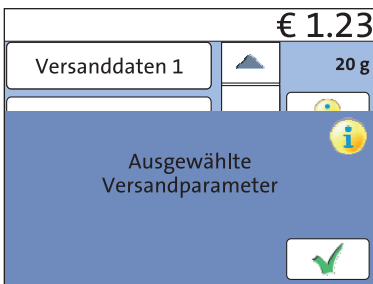 € 1.23
Versanddaten 1
20 g
Ausgewählte
Versandparameter